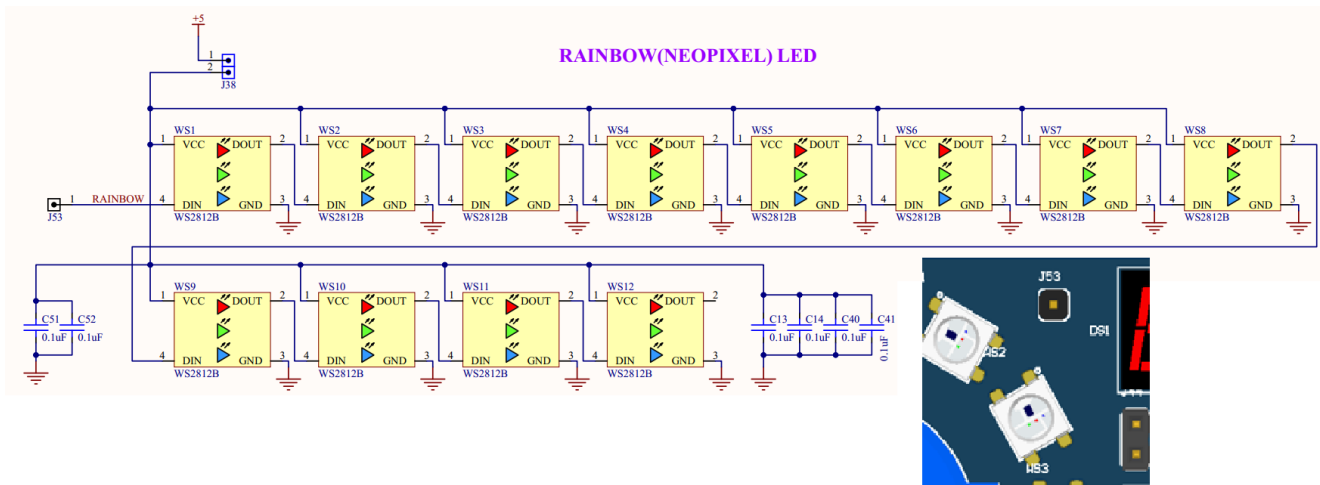 +5
RAINBOW(NEOPIXEL) LED
1
2
J38
WS1 WS2 WS3 WS4 WS5 WS6 WS7 WS8
1 VCC DOUT 2 1 VCC DOUT 2 1 VCC DOUT 2 1 VCC DOUT 2 1 VCC DOUT 2 1 VCC DOUT 2 1 VCC DOUT 2 1 VCC DOUT 2
J53 1 RAINBOW 4 DIN GND 3 4 DIN GND 3 4 DIN GND 3 4 DIN GND 3 4 DIN GND 3 4 DIN GND 3 4 DIN GND 3 4 DIN GND 3
WS2812B WS2812B WS2812B WS2812B WS2812B WS2812B WS2812B WS2812B
WS9 WS10 WS11 WS12
1 VCC DOUT 2 1 VCC DOUT 2 1 VCC DOUT 2 1 VCC DOUT 2
C51 C52 C13 C14 C40 C41
0.1uF 0.1uF 0.1uF 0.1uF 0.1uF 0.1uF
4 DIN GND 3 4 DIN GND 3 4 DIN GND 3 4 DIN GND 3
WS2812B WS2812B WS2812B WS2812B
J53
DS1
WS2
WS3